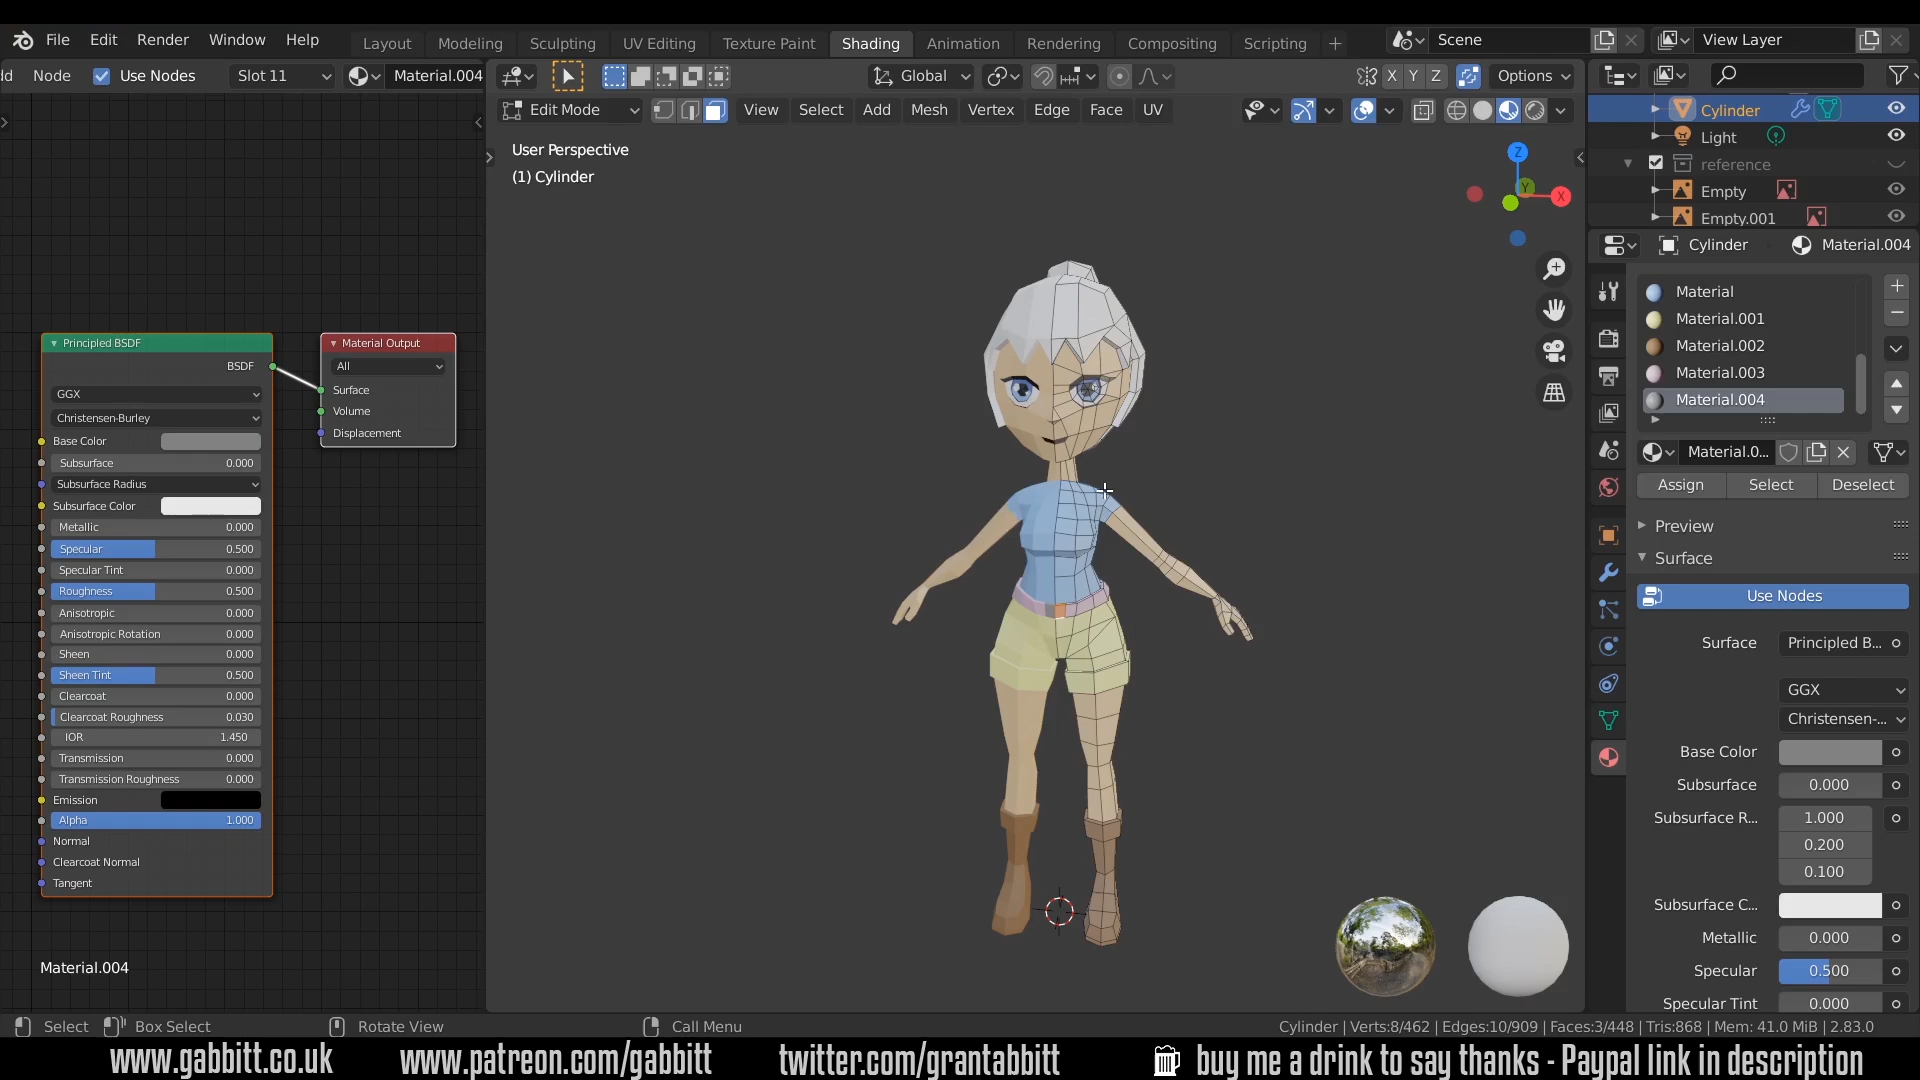 File Edit Render Window Help Layout Modeling Sculpting UV Editing Texture Paint Shading Animation Rendering Compositing Scripting Scene View Layer
Node Use Nodes Slot 11 Material.004 Global X Y Z Options
Edit Mode View Select Add Mesh Vertex Edge Face UV
Cylinder
Light
reference
Empty
Empty.001
User Perspective
(1) Cylinder
Z
Y
X
Cylinder Material.004
Material
Material.001
Material.002
Material.003
Material.004
Material.0...
Assign Select Deselect
Preview
Surface
Use Nodes
Surface Principled B...
GGX
Christensen-...
Base Color
Subsurface 0.000
Subsurface R... 1.000
0.200
0.100
Subsurface C...
Metallic 0.000
Specular 0.500
Specular Tint 0.000
Principled BSDF
BSDF
GGX
Christensen-Burley
Base Color
Subsurface 0.000
Subsurface Radius
Subsurface Color
Metallic 0.000
Specular 0.500
Specular Tint 0.000
Roughness 0.500
Anisotropic 0.000
Anisotropic Rotation 0.000
Sheen 0.000
Sheen Tint 0.500
Clearcoat 0.000
Clearcoat Roughness 0.030
IOR 1.450
Transmission 0.000
Transmission Roughness 0.000
Emission
Alpha 1.000
Normal
Clearcoat Normal
Tangent
Material Output
All
Surface
Volume
Displacement
Material.004
Select Box Select Rotate View Call Menu Cylinder | Verts:8/462 | Edges:10/909 | Faces:3/448 | Tris:868 | Mem: 41.0 MiB | 2.83.0
www.gabbitt.co.uk www.patreon.com/gabbitt twitter.com/grantabbitt buy me a drink to say thanks - Paypal link in description